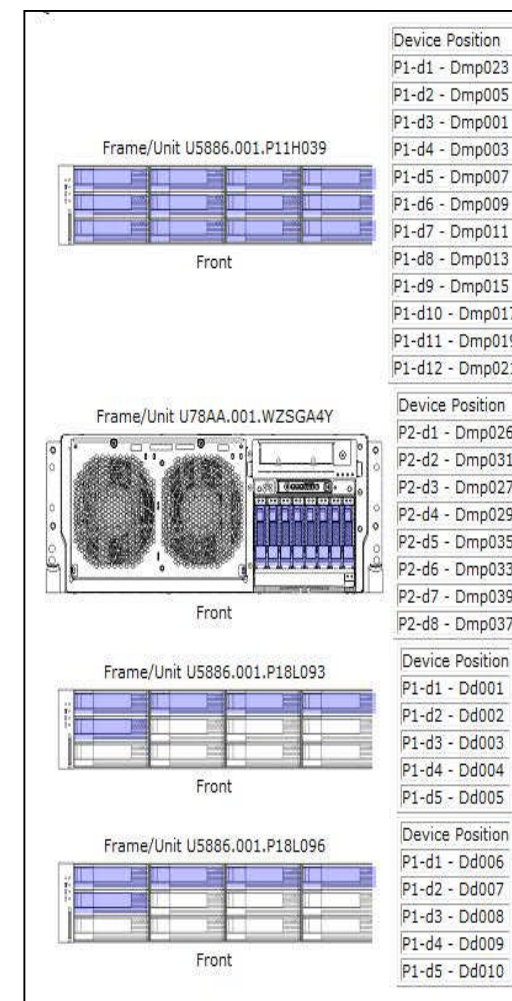 Frame/Unit U5886.001.P11H039
Front
Device Position
P1-d1 - Dmp023
P1-d2 - Dmp005
P1-d3 - Dmp001
P1-d4 - Dmp003
P1-d5 - Dmp007
P1-d6 - Dmp009
P1-d7 - Dmp011
P1-d8 - Dmp013
P1-d9 - Dmp015
P1-d10 - Dmp017
P1-d11 - Dmp019
P1-d12 - Dmp021
Frame/Unit U78AA.001.WZSGA4Y
Front
Device Position
P2-d1 - Dmp026
P2-d2 - Dmp031
P2-d3 - Dmp027
P2-d4 - Dmp029
P2-d5 - Dmp035
P2-d6 - Dmp033
P2-d7 - Dmp039
P2-d8 - Dmp037
Frame/Unit U5886.001.P18L093
Front
Device Position
P1-d1 - Dd001
P1-d2 - Dd002
P1-d3 - Dd003
P1-d4 - Dd004
P1-d5 - Dd005
Frame/Unit U5886.001.P18L096
Front
Device Position
P1-d1 - Dd006
P1-d2 - Dd007
P1-d3 - Dd008
P1-d4 - Dd009
P1-d5 - Dd010